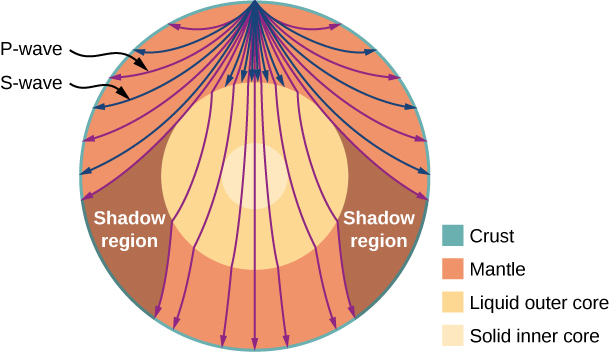 P-wave
S-wave
Shadow
region
Shadow
region
Crust
Mantle
Liquid outer core
Solid inner core